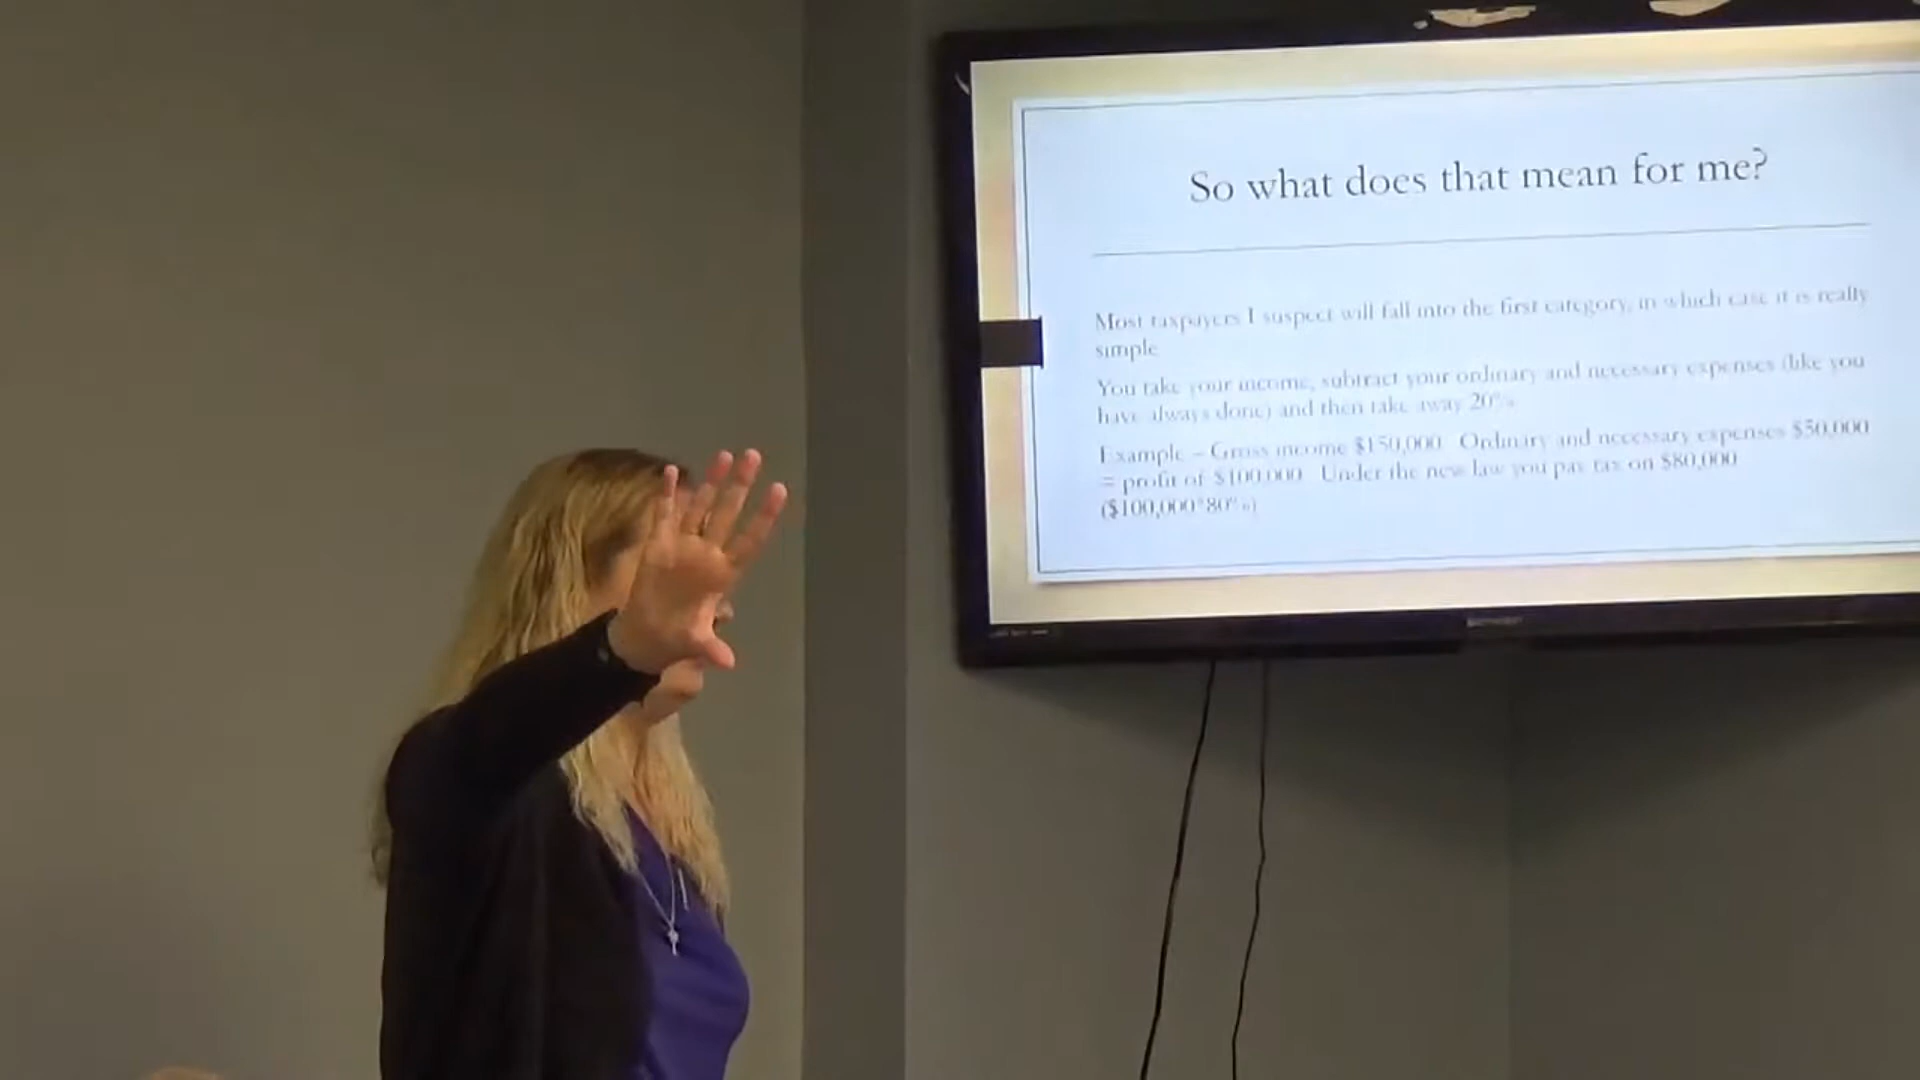 So what does that mean for me?
Most taxpayers I suspect will fall into the first category, in which case it is really
simple
You take your income, subtract your ordinary and necessary expenses (like you
have always done) and then take away 20%.
Example – Gross income $150,000 Ordinary and necessary expenses $50,000
= profit of $100,000 Under the new law you pay tax on $80,000
($100,000*80%)